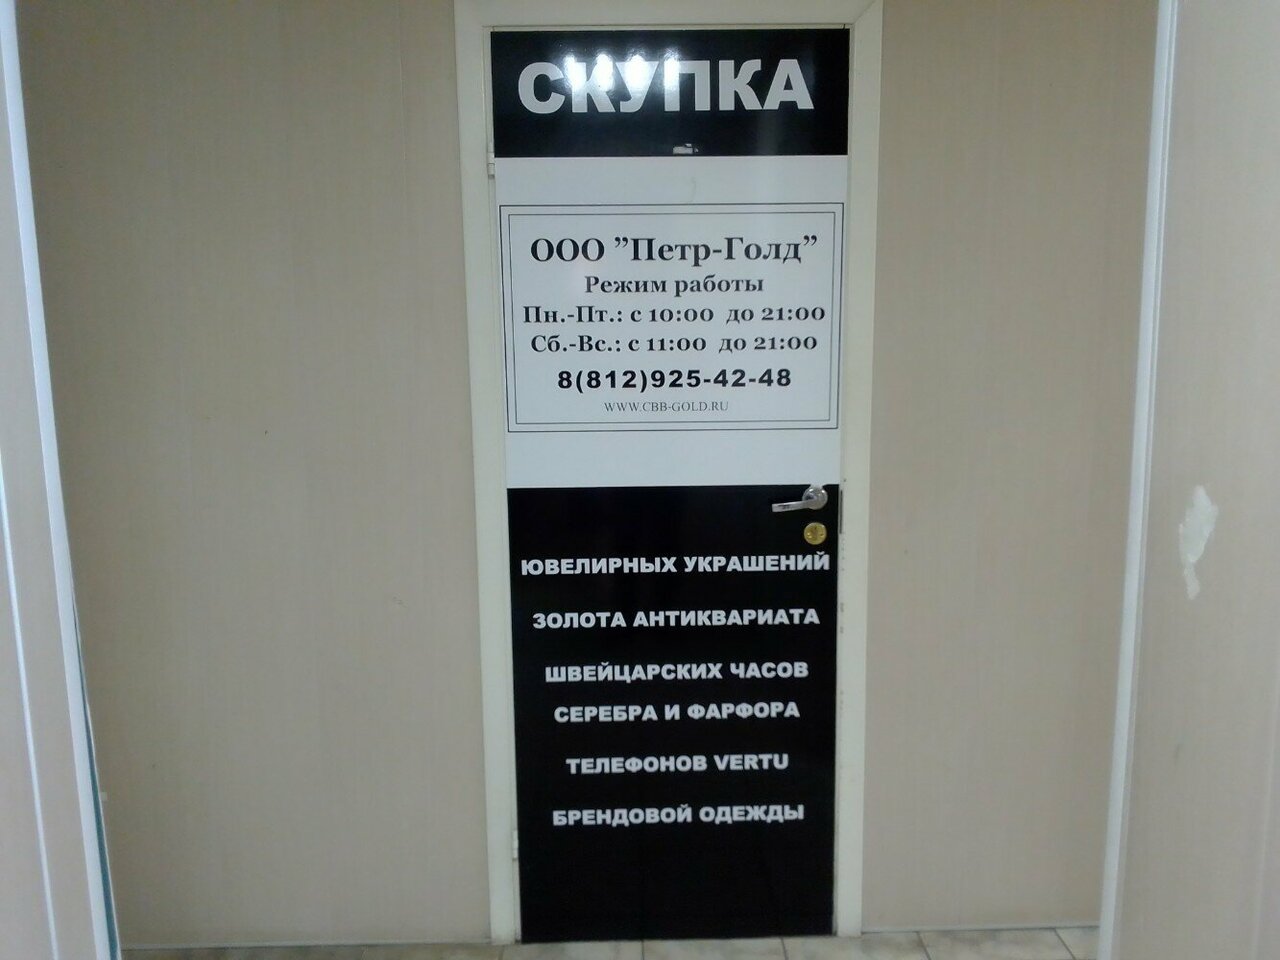 СКУПКА
ООО ”Петр-Голд”
Режим работы
Пн.-Пт.: с 10:00 до 21:00
Сб.-Вс.: с 11:00 до 21:00
8(812)925-42-48
WWW.CBB-GOLD.RU
ЮВЕЛИРНЫХ УКРАШЕНИЙ
ЗОЛОТА АНТИКВАРИАТА
ШВЕЙЦАРСКИХ ЧАСОВ
СЕРЕБРА И ФАРФОРА
ТЕЛЕФОНОВ VERTU
БРЕНДОВОЙ ОДЕЖДЫ